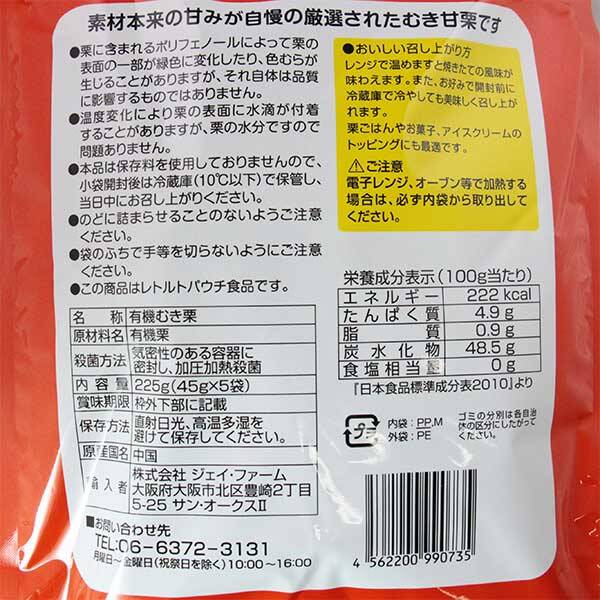 素材本来の甘みが自慢の厳選されたむき甘栗です
●栗に含まれるポリフェノールによって栗の
表面の一部が緑色に変化したり、色むらが
生じることがありますが、それ自体は品質
に影響するものではありません。
●温度変化により栗の表面に水滴が付着
することがありますが、栗の水分ですので
問題ありません。
●本品は保存料を使用しておりませんので、
小袋開封後は冷蔵庫(10℃以下)で保管し、
当日中にお召し上がりください。
●のどに詰まらせることのないようご注意
ください。
●袋のふちで手等を切らないようにご注意
ください。
●この商品はレトルトパウチ食品です。
●おいしい召し上がり方
レンジで温めますと焼きたての風味が
味わえます。また、お好みで開封前に
冷蔵庫で冷やしても美味しく召し上が
れます。
栗ごはんやお菓子、アイスクリームの
トッピングにも最適です。
⚠ご注意
電子レンジ、オーブン等で加熱する
場合は、必ず内袋から取り出して
ください。
名称 有機むき栗
原材料名 有機栗
殺菌方法 気密性のある容器に
密封し、加圧加熱殺菌
内容量 225g(45g×5袋)
賞味期限 枠外下部に記載
保存方法 直射日光、高温多湿を
避けて保存してください。
原産国名 中国
輸入者 株式会社 ジェイ・ファーム
大阪府大阪市北区豊崎2丁目
5-25 サン・オークスⅡ
■お問い合わせ先
TEL:06-6372-3131
月曜日～金曜日(祝祭日を除く)10:00～16:00
栄養成分表示(100g当たり)
エネルギー 222 kcal
たんぱく質 4.9 g
脂質 0.9 g
炭水化物 48.5 g
食塩相当量 0 g
『日本食品標準成分表2010』より
プラ
内袋:PP,M
外袋:PE
ゴミの分別は各自治
体の区分にしたがって
ください。
4 562200 990735